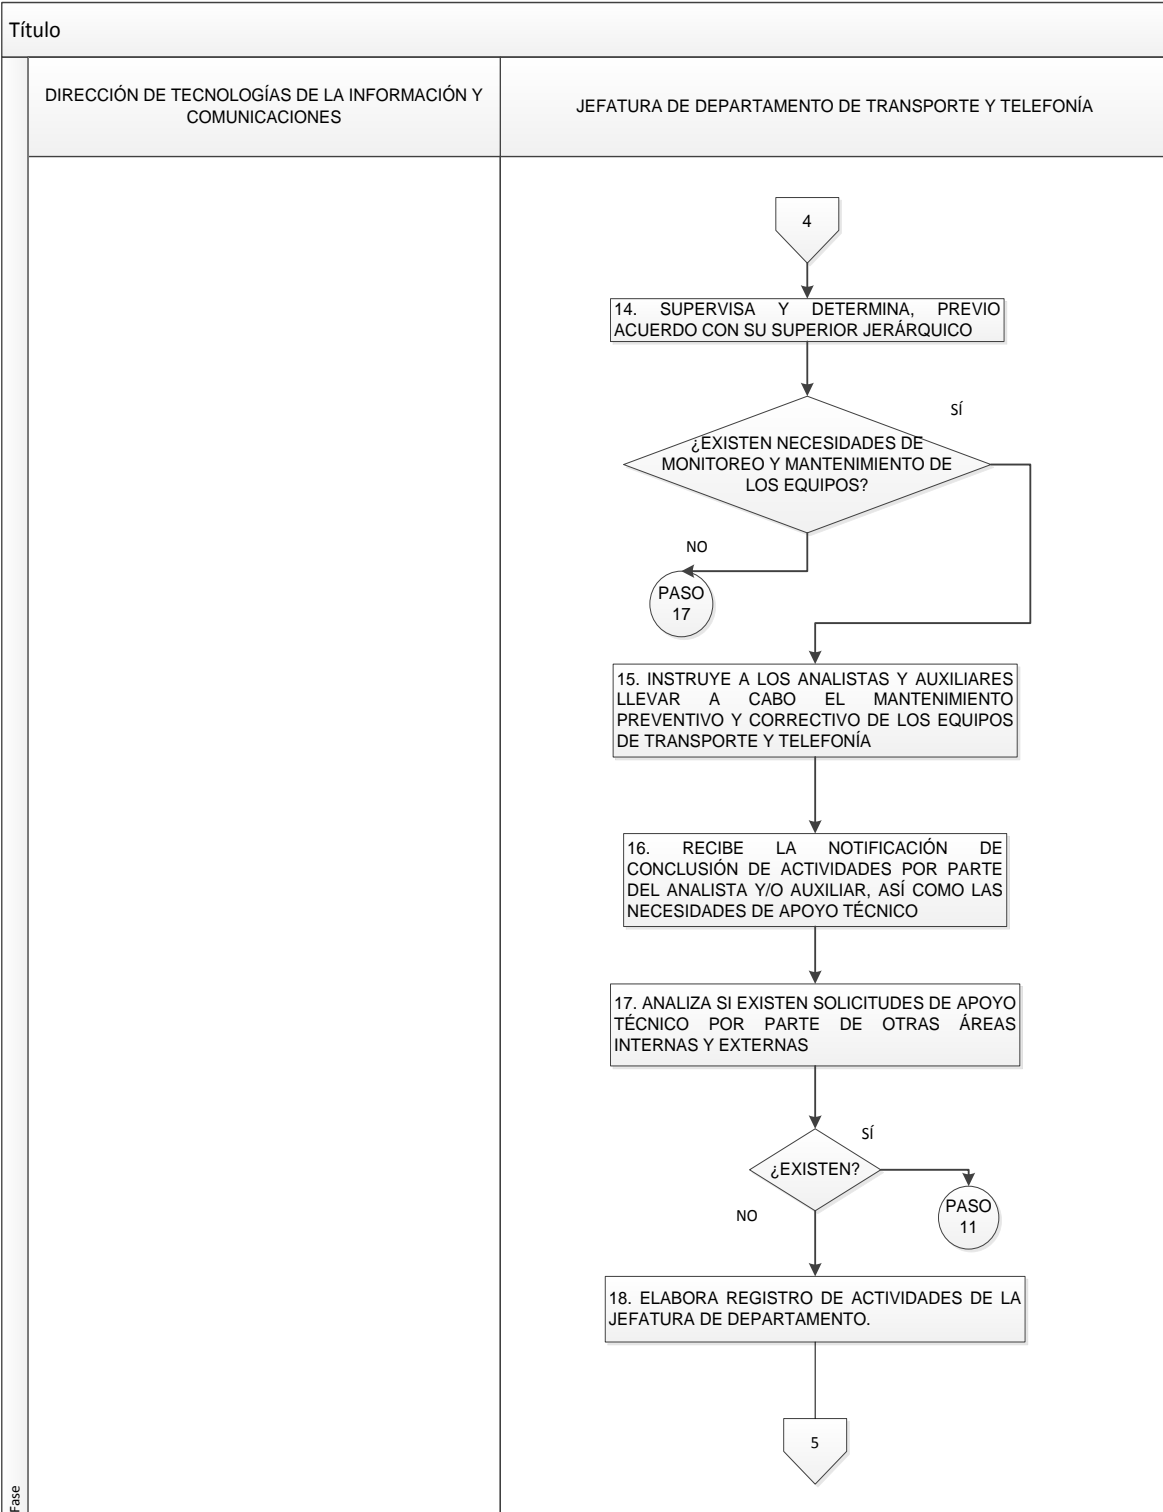 Título
DIRECCIÓN DE TECNOLOGÍAS DE LA INFORMACIÓN Y
COMUNICACIONES
JEFATURA DE DEPARTAMENTO DE TRANSPORTE Y TELEFONÍA
4
14. SUPERVISA Y DETERMINA, PREVIO
ACUERDO CON SU SUPERIOR JERÁRQUICO
SÍ
¿EXISTEN NECESIDADES DE
MONITOREO Y MANTENIMIENTO DE
LOS EQUIPOS?
NO
PASO
17
15. INSTRUYE A LOS ANALISTAS Y AUXILIARES
LLEVAR A CABO EL MANTENIMIENTO
PREVENTIVO Y CORRECTIVO DE LOS EQUIPOS
DE TRANSPORTE Y TELEFONÍA
16. RECIBE LA NOTIFICACIÓN DE
CONCLUSIÓN DE ACTIVIDADES POR PARTE
DEL ANALISTA Y/O AUXILIAR, ASÍ COMO LAS
NECESIDADES DE APOYO TÉCNICO
17. ANALIZA SI EXISTEN SOLICITUDES DE APOYO
TÉCNICO POR PARTE DE OTRAS ÁREAS
INTERNAS Y EXTERNAS
SÍ
¿EXISTEN?
NO
PASO
11
18. ELABORA REGISTRO DE ACTIVIDADES DE LA
JEFATURA DE DEPARTAMENTO.
5
Fase